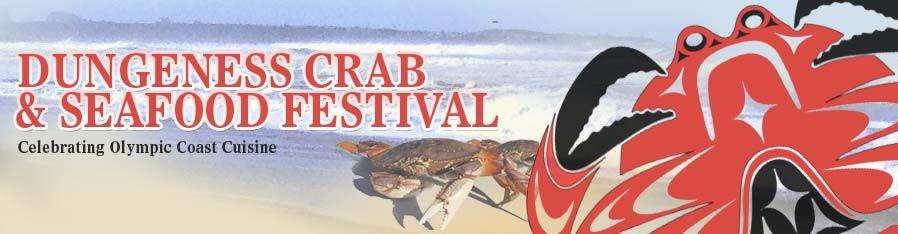 DUNGENESS CRAB
& SEAFOOD FESTIVAL
Celebrating Olympic Coast Cuisine